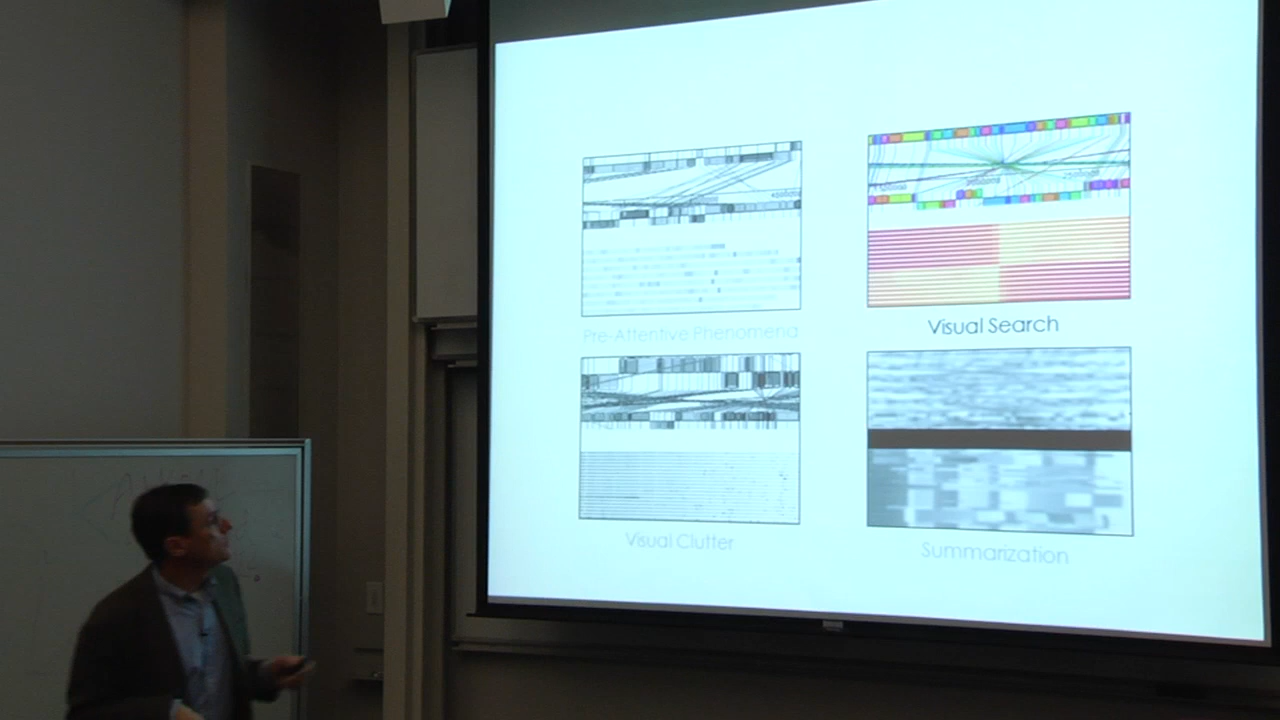 Pre-Attentive Phenomena
Visual Search
Visual Clutter
Summarization